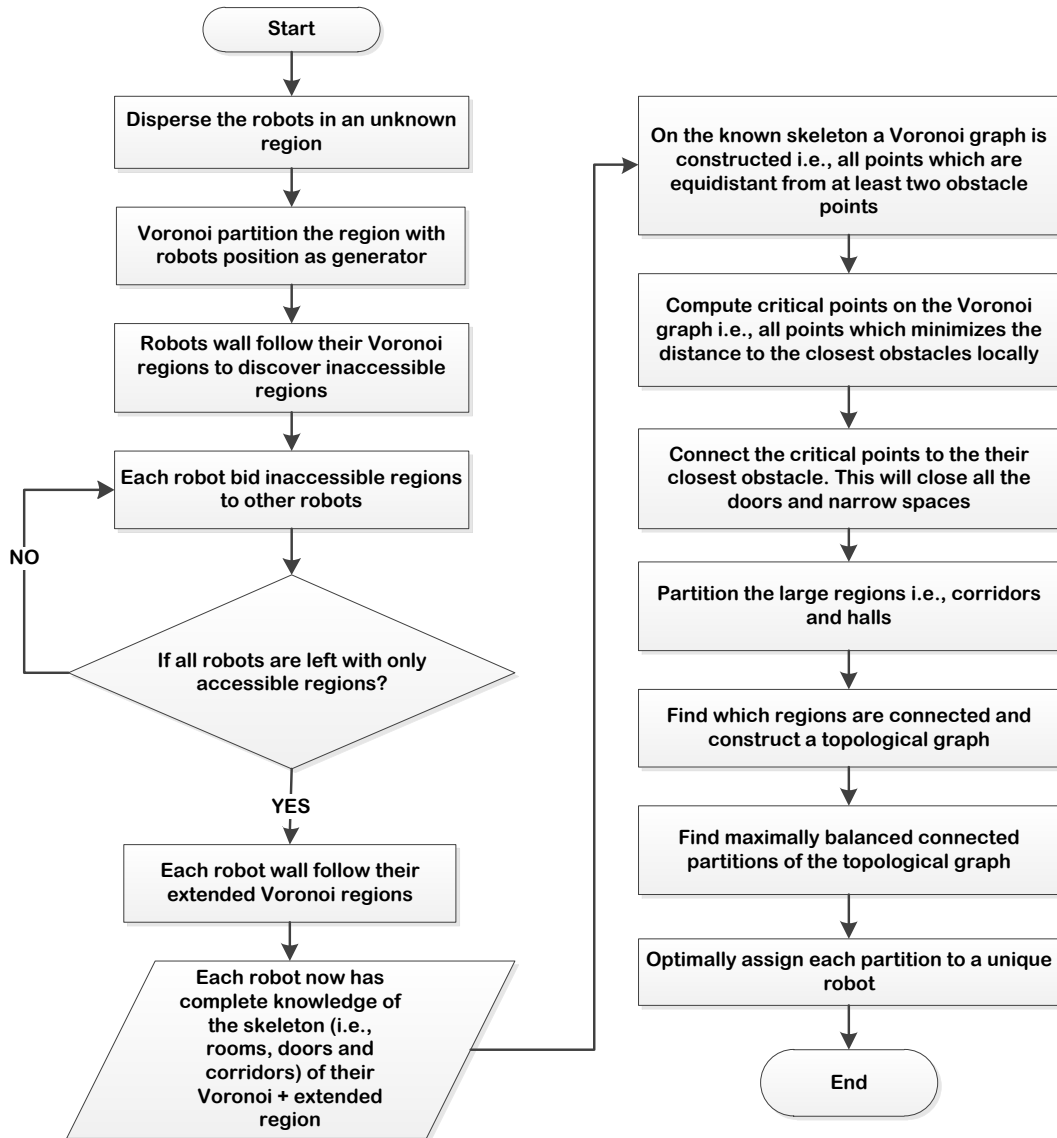 Start
Disperse the robots in an unknown
region
Voronoi partition the region with
robots position as generator
Robots wall follow their Voronoi
regions to discover inaccessible
regions
Each robot bid inaccessible regions
to other robots
NO
If all robots are left with only
accessible regions?
YES
Each robot wall follow their
extended Voronoi regions
Each robot now has
complete knowledge of
the skeleton (i.e.,
rooms, doors and
corridors) of their
Voronoi + extended
region
On the known skeleton a Voronoi graph is
constructed i.e., all points which are
equidistant from at least two obstacle
points
Compute critical points on the Voronoi
graph i.e., all points which minimizes the
distance to the closest obstacles locally
Connect the critical points to the their
closest obstacle. This will close all the
doors and narrow spaces
Partition the large regions i.e., corridors
and halls
Find which regions are connected and
construct a topological graph
Find maximally balanced connected
partitions of the topological graph
Optimally assign each partition to a unique
robot
End